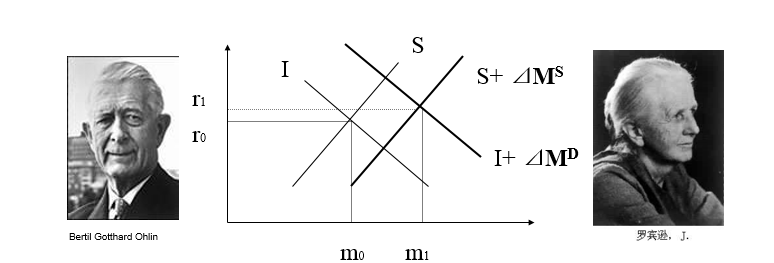 S
I
S+ ⊿Mˢ
r₁
r₀
I+ ⊿Mᴰ
Bertil Gotthard Ohlin
罗宾逊，J.
m₀
m₁